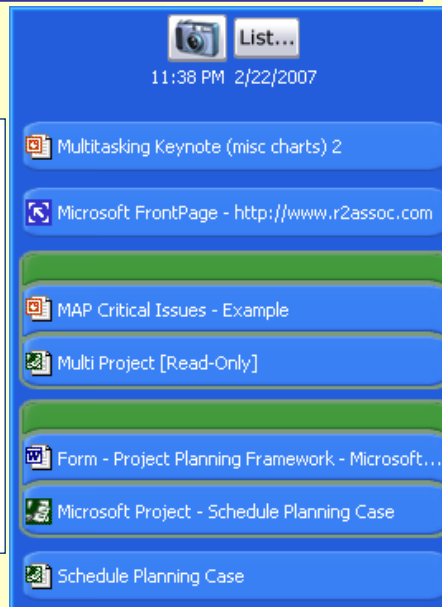 List...
11:38 PM 2/22/2007
Multitasking Keynote (misc charts) 2
Microsoft FrontPage - http://www.r2assoc.com
MAP Critical Issues - Example
Multi Project [Read-Only]
Form - Project Planning Framework - Microsoft...
Microsoft Project - Schedule Planning Case
Schedule Planning Case